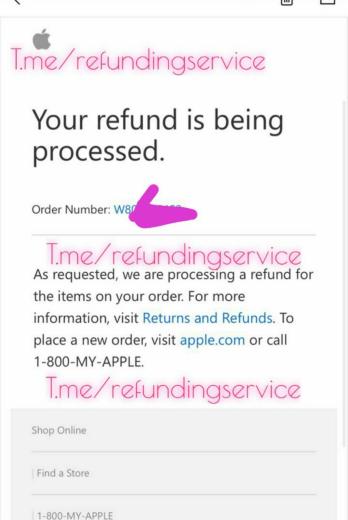 T.me/refundingservice
Your refund is being
processed.
Order Number:
T.me/refundingservice
As requested, we are processing a refund for
the items on your order. For more
information, visit Returns and Refunds. To
place a new order, visit apple.com or call
1-800-MY-APPLE.
T.me/refundingservice
Shop Online
Find a Store
1-800-MY-APPLE